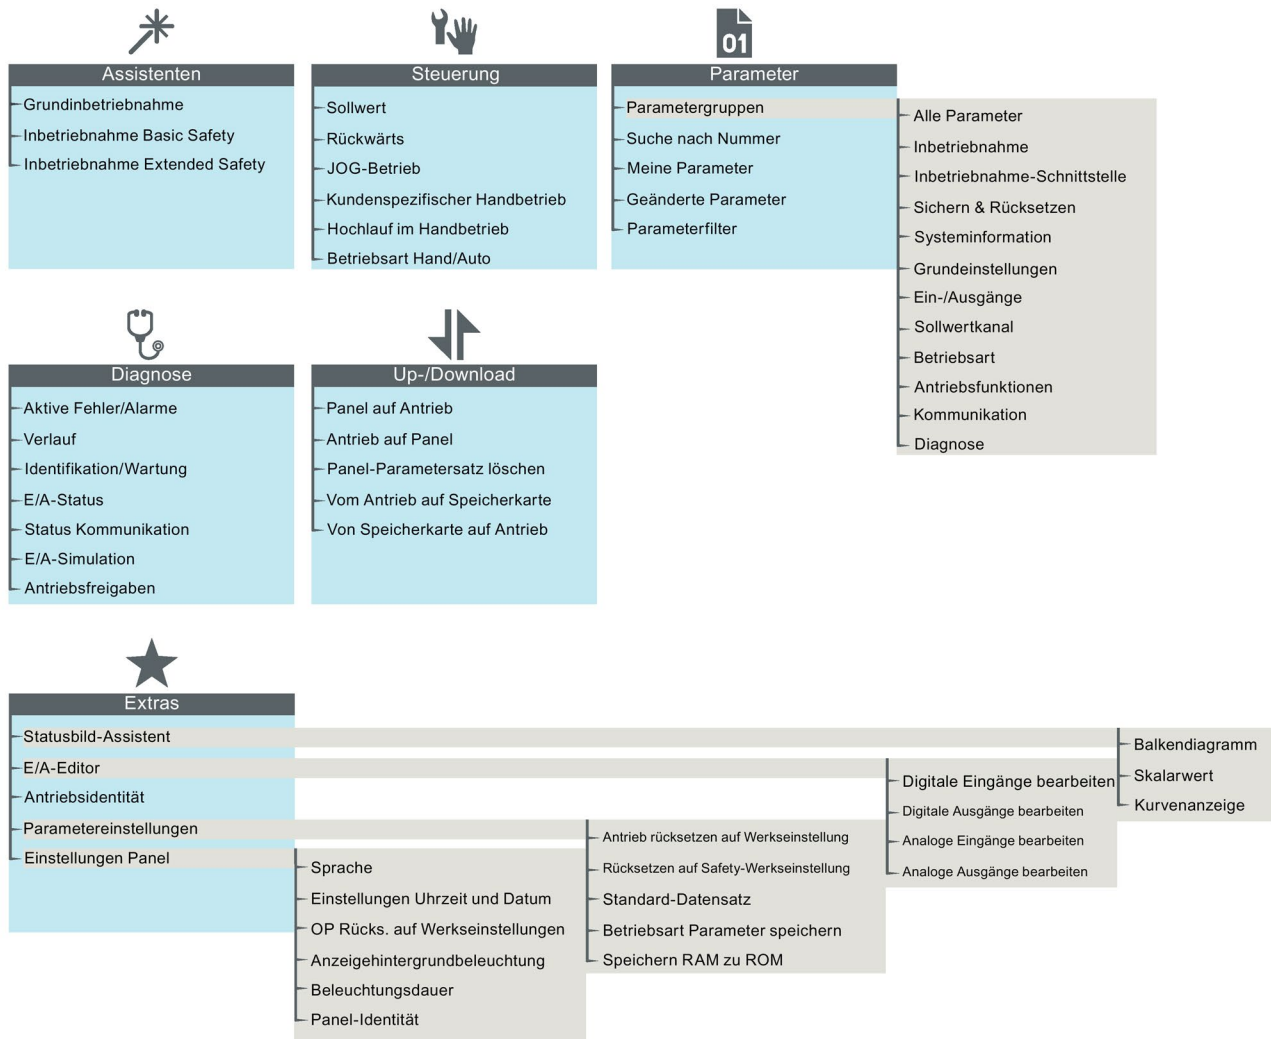 Assistenten
Grundinbetriebnahme
Inbetriebnahme Basic Safety
Inbetriebnahme Extended Safety
Steuerung
Sollwert
Rückwärts
JOG-Betrieb
Kundenspezifischer Handbetrieb
Hochlauf im Handbetrieb
Betriebsart Hand/Auto
01
Parameter
Parametergruppen
Suche nach Nummer
Meine Parameter
Geänderte Parameter
Parameterfilter
Alle Parameter
Inbetriebnahme
Inbetriebnahme-Schnittstelle
Sichern & Rücksetzen
Systeminformation
Grundeinstellungen
Ein-/Ausgänge
Sollwertkanal
Betriebsart
Antriebsfunktionen
Kommunikation
Diagnose
Diagnose
Aktive Fehler/Alarme
Verlauf
Identifikation/Wartung
E/A-Status
Status Kommunikation
E/A-Simulation
Antriebsfreigaben
Up-/Download
Panel auf Antrieb
Antrieb auf Panel
Panel-Parametersatz löschen
Vom Antrieb auf Speicherkarte
Von Speicherkarte auf Antrieb
Extras
Statusbild-Assistent
E/A-Editor
Antriebsidentität
Parametereinstellungen
Einstellungen Panel
Sprache
Einstellungen Uhrzeit und Datum
OP Rücks. auf Werkseinstellungen
Anzeigehintergrundbeleuchtung
Beleuchtungsdauer
Panel-Identität
Antrieb rücksetzen auf Werkseinstellung
Rücksetzen auf Safety-Werkseinstellung
Standard-Datensatz
Betriebsart Parameter speichern
Speichern RAM zu ROM
Digitale Eingänge bearbeiten
Digitale Ausgänge bearbeiten
Analoge Eingänge bearbeiten
Analoge Ausgänge bearbeiten
Balkendiagramm
Skalarwert
Kurvenanzeige